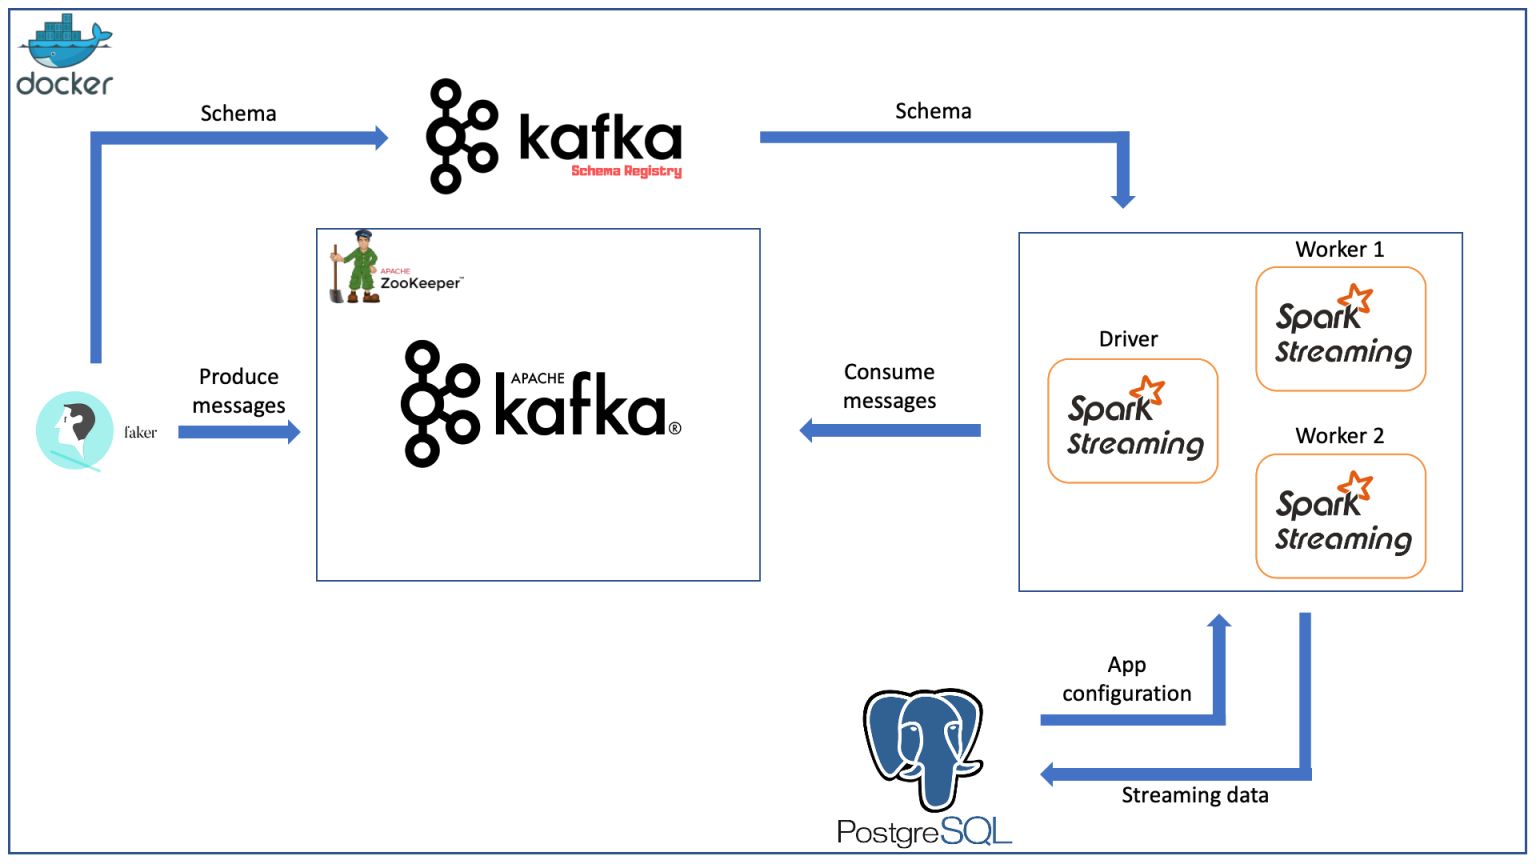 docker
Schema
kafka
Schema Registry
Schema
APACHE
ZooKeeper™
APACHE
kafka®
faker
Produce
messages
Consume
messages
Driver
Spark
Streaming
Worker 1
Spark
Streaming
Worker 2
Spark
Streaming
App
configuration
Streaming data
PostgreSQL